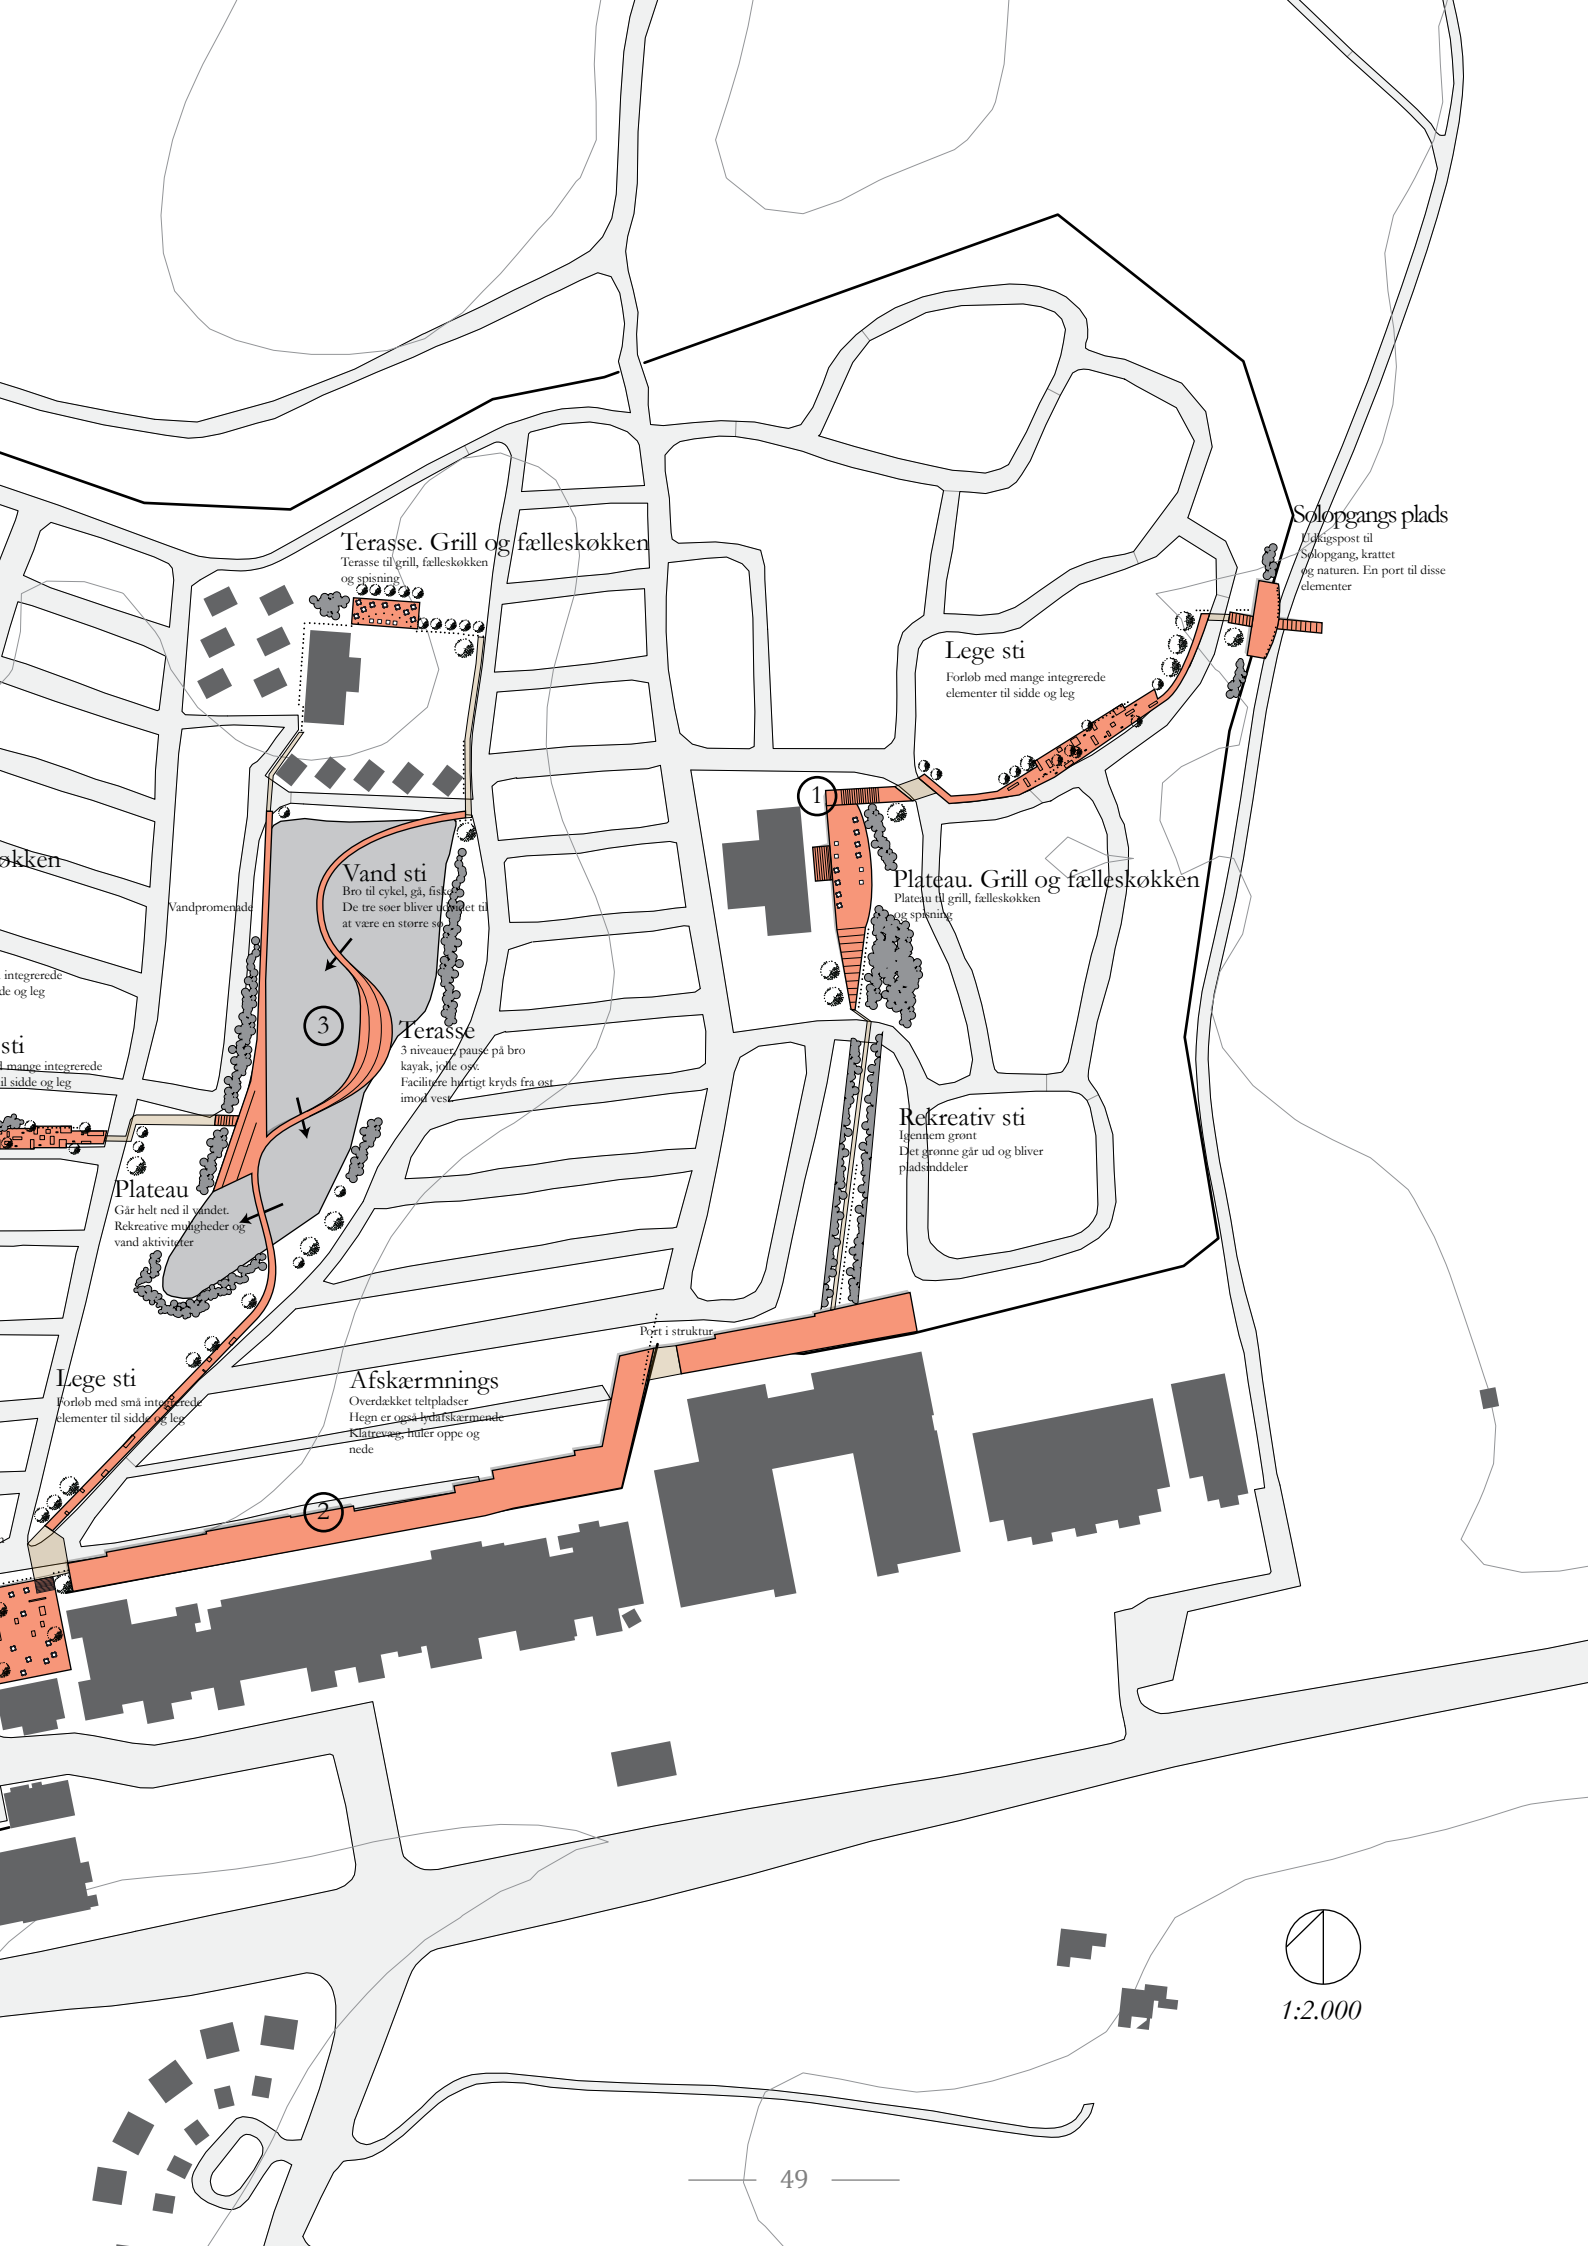 Solopgangs plads
Udkigspost til
Solopgang, krattet
og naturen. En port til disse
elementer
Terasse. Grill og fælleskøkken
Terasse til grill, fælleskøkken
og spisning
Lege sti
Forløb med mange integrerede
elementer til sidde og leg
1
økken
Vand sti
Bro til cykel, gå, fiske
De tre søer bliver udvidet til
at være en større sø
Vandpromenade
Plateau. Grill og fælleskøkken
Plateau til grill, fælleskøkken
og spisning
integrerede
de og leg
3
Terasse
3 niveauer, pause på bro
kayak, jolle osv.
Facilitere hurtigt kryds fra øst
imod vest.
sti
mange integrerede
il sidde og leg
Rekreativ sti
Igennem grønt
Det grønne går ud og bliver
pladsinddeler
Plateau
Går helt ned il vandet.
Rekreative muligheder og
vand aktiviteter
Port i struktur
Lege sti
Forløb med små integrerede
elementer til sidde og leg
Afskærmnings
Overdækket teltpladser
Hegn er også lydafskærmende
Klatrevæg, huler oppe og
nede
2
1:2.000
49